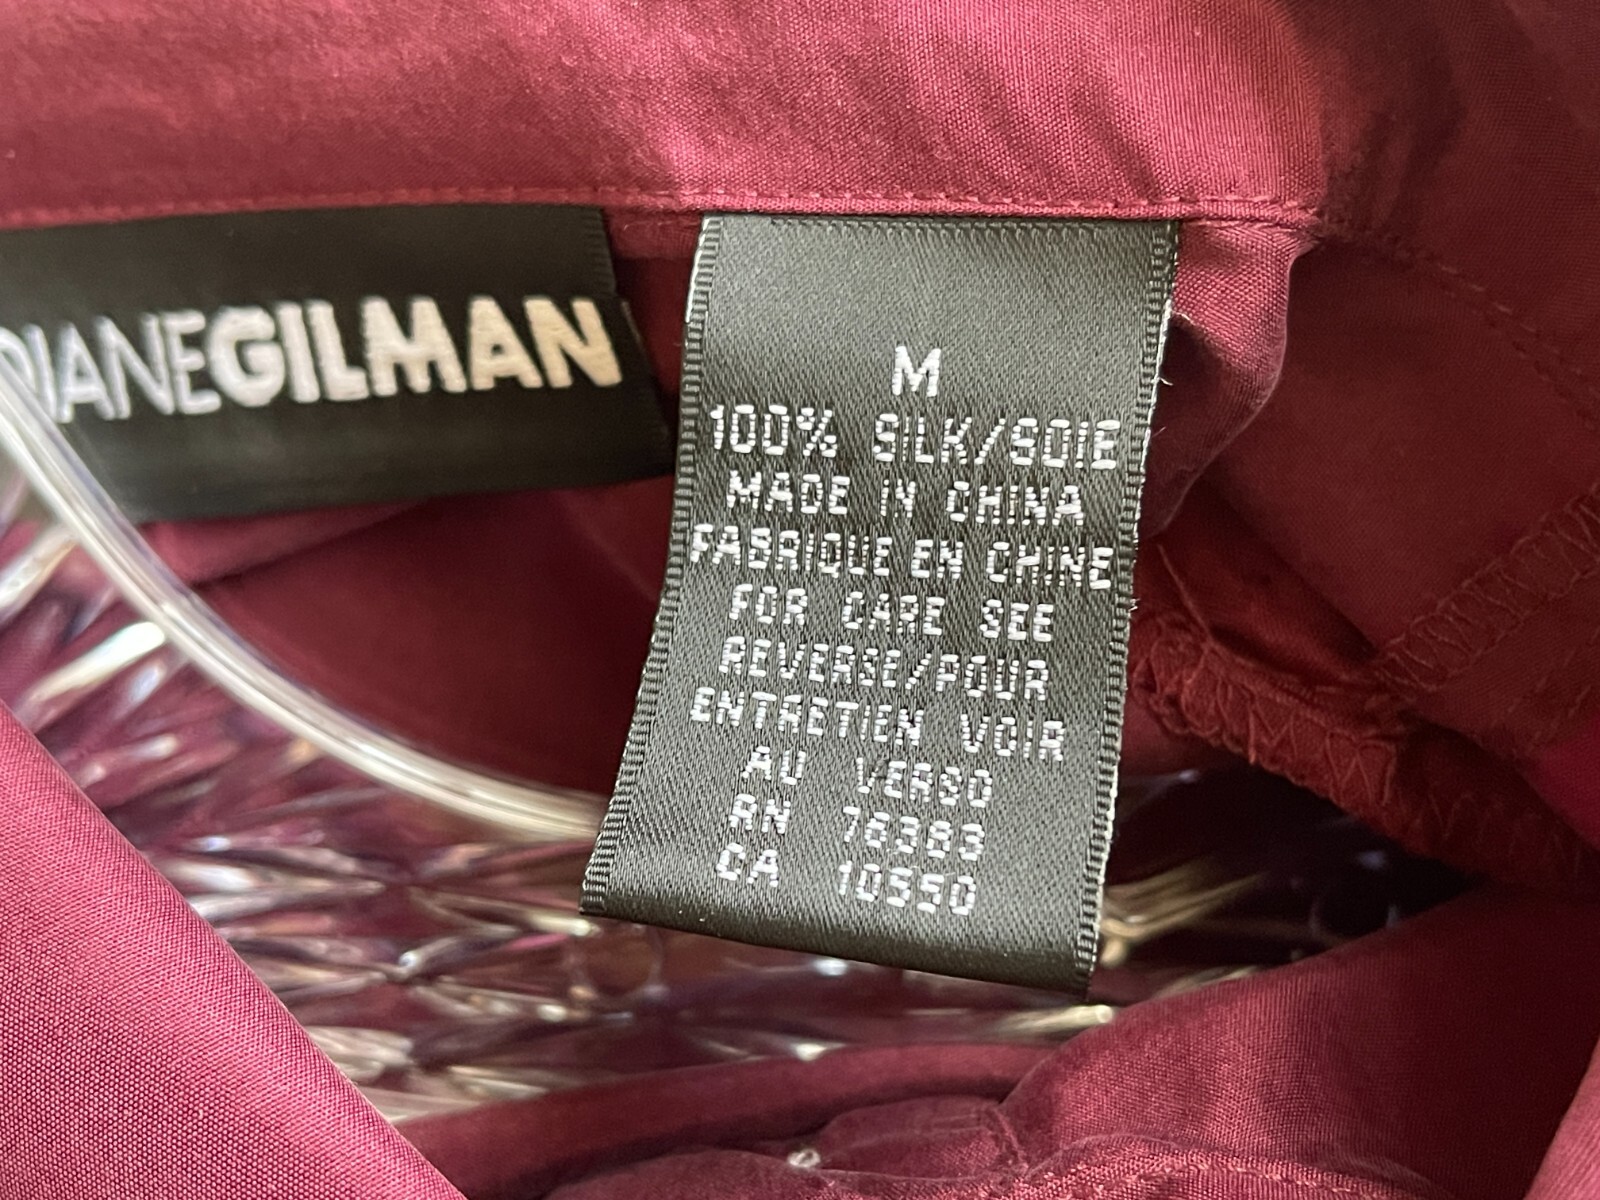 DIANEGILMAN
M
100% SILK/SOIE
MADE IN CHINA
FABRIQUE EN CHINE
FOR CARE SEE
REVERSE/POUR
ENTRETIEN VOIR
AU VERSO
RN 76383
CA 10550